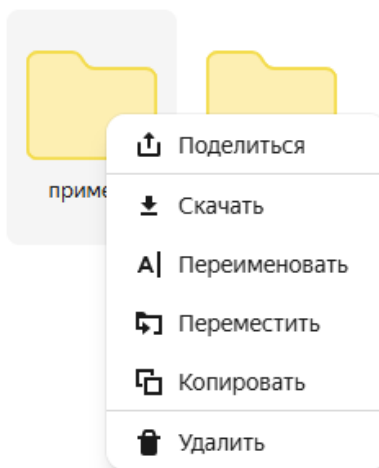 приме
Поделиться
Скачать
Переименовать
Переместить
Копировать
Удалить